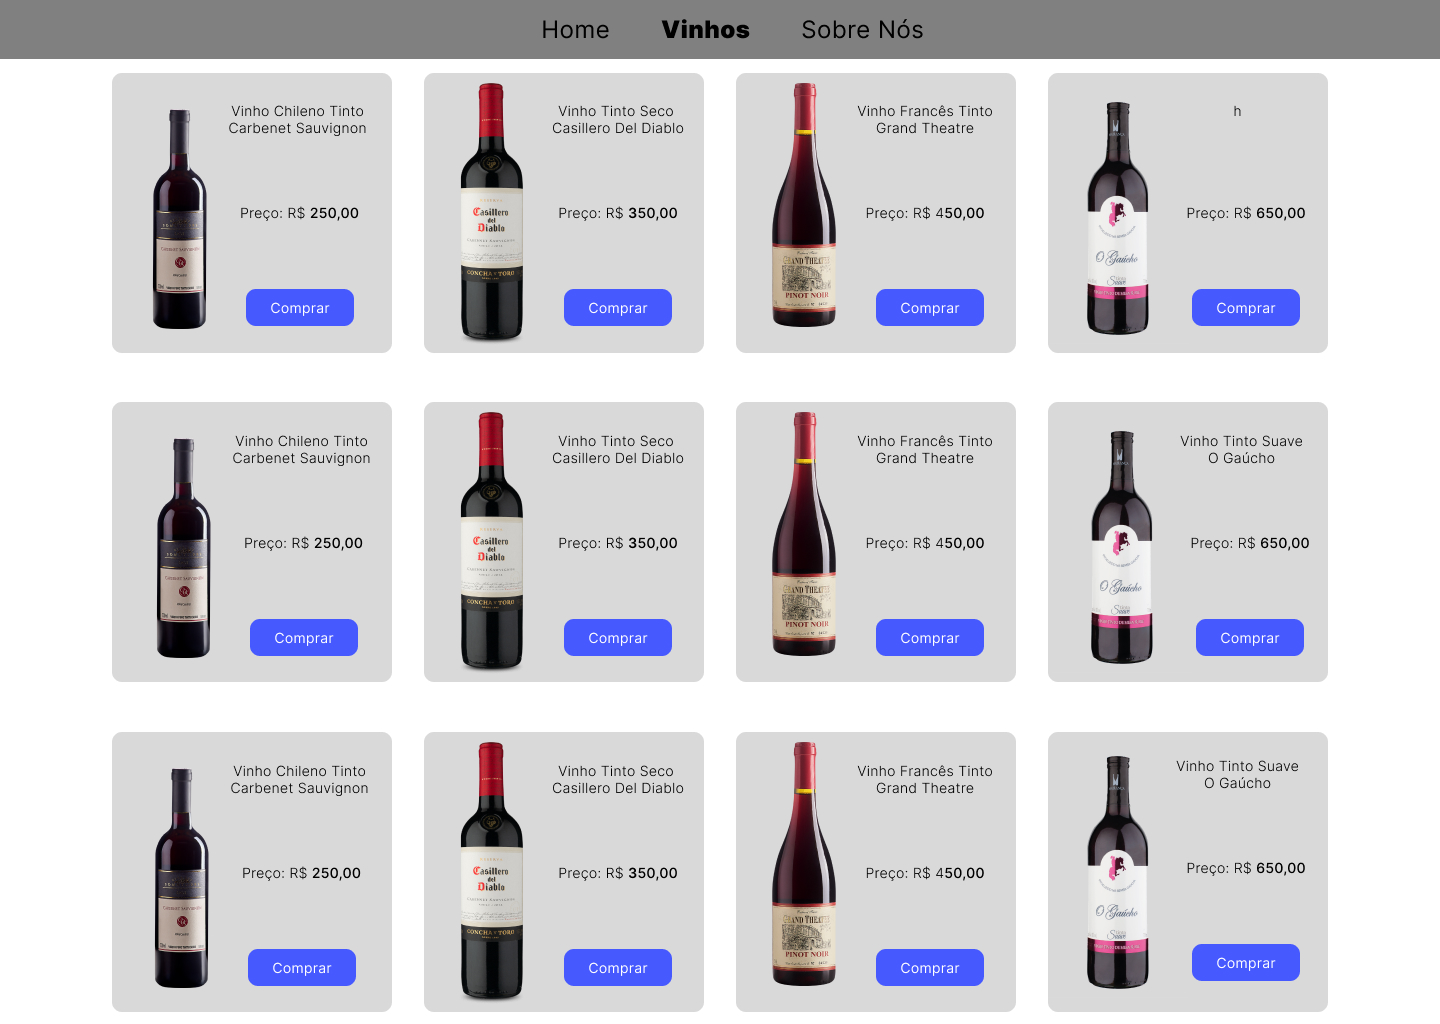 Home Vinhos Sobre Nós
Vinho Chileno Tinto
Carbenet Sauvignon
Preço: R$ 250,00
Comprar
Casillero
del
Diablo
CABERNET SAUVIGNON
CONCHA Y TORO
Vinho Tinto Seco
Casillero Del Diablo
Preço: R$ 350,00
Comprar
GRAND THEATRE
PINOT NOIR
Vinho Francês Tinto
Grand Theatre
Preço: R$ 450,00
Comprar
O Gaúcho
Suave
h
Preço: R$ 650,00
Comprar
Vinho Chileno Tinto
Carbenet Sauvignon
Preço: R$ 250,00
Comprar
Casillero
del
Diablo
CABERNET SAUVIGNON
CONCHA Y TORO
Vinho Tinto Seco
Casillero Del Diablo
Preço: R$ 350,00
Comprar
GRAND THEATRE
PINOT NOIR
Vinho Francês Tinto
Grand Theatre
Preço: R$ 450,00
Comprar
O Gaúcho
Suave
Vinho Tinto Suave
O Gaúcho
Preço: R$ 650,00
Comprar
Vinho Chileno Tinto
Carbenet Sauvignon
Preço: R$ 250,00
Comprar
Casillero
del
Diablo
CABERNET SAUVIGNON
CONCHA Y TORO
Vinho Tinto Seco
Casillero Del Diablo
Preço: R$ 350,00
Comprar
GRAND THEATRE
PINOT NOIR
Vinho Francês Tinto
Grand Theatre
Preço: R$ 450,00
Comprar
O Gaúcho
Suave
Vinho Tinto Suave
O Gaúcho
Preço: R$ 650,00
Comprar